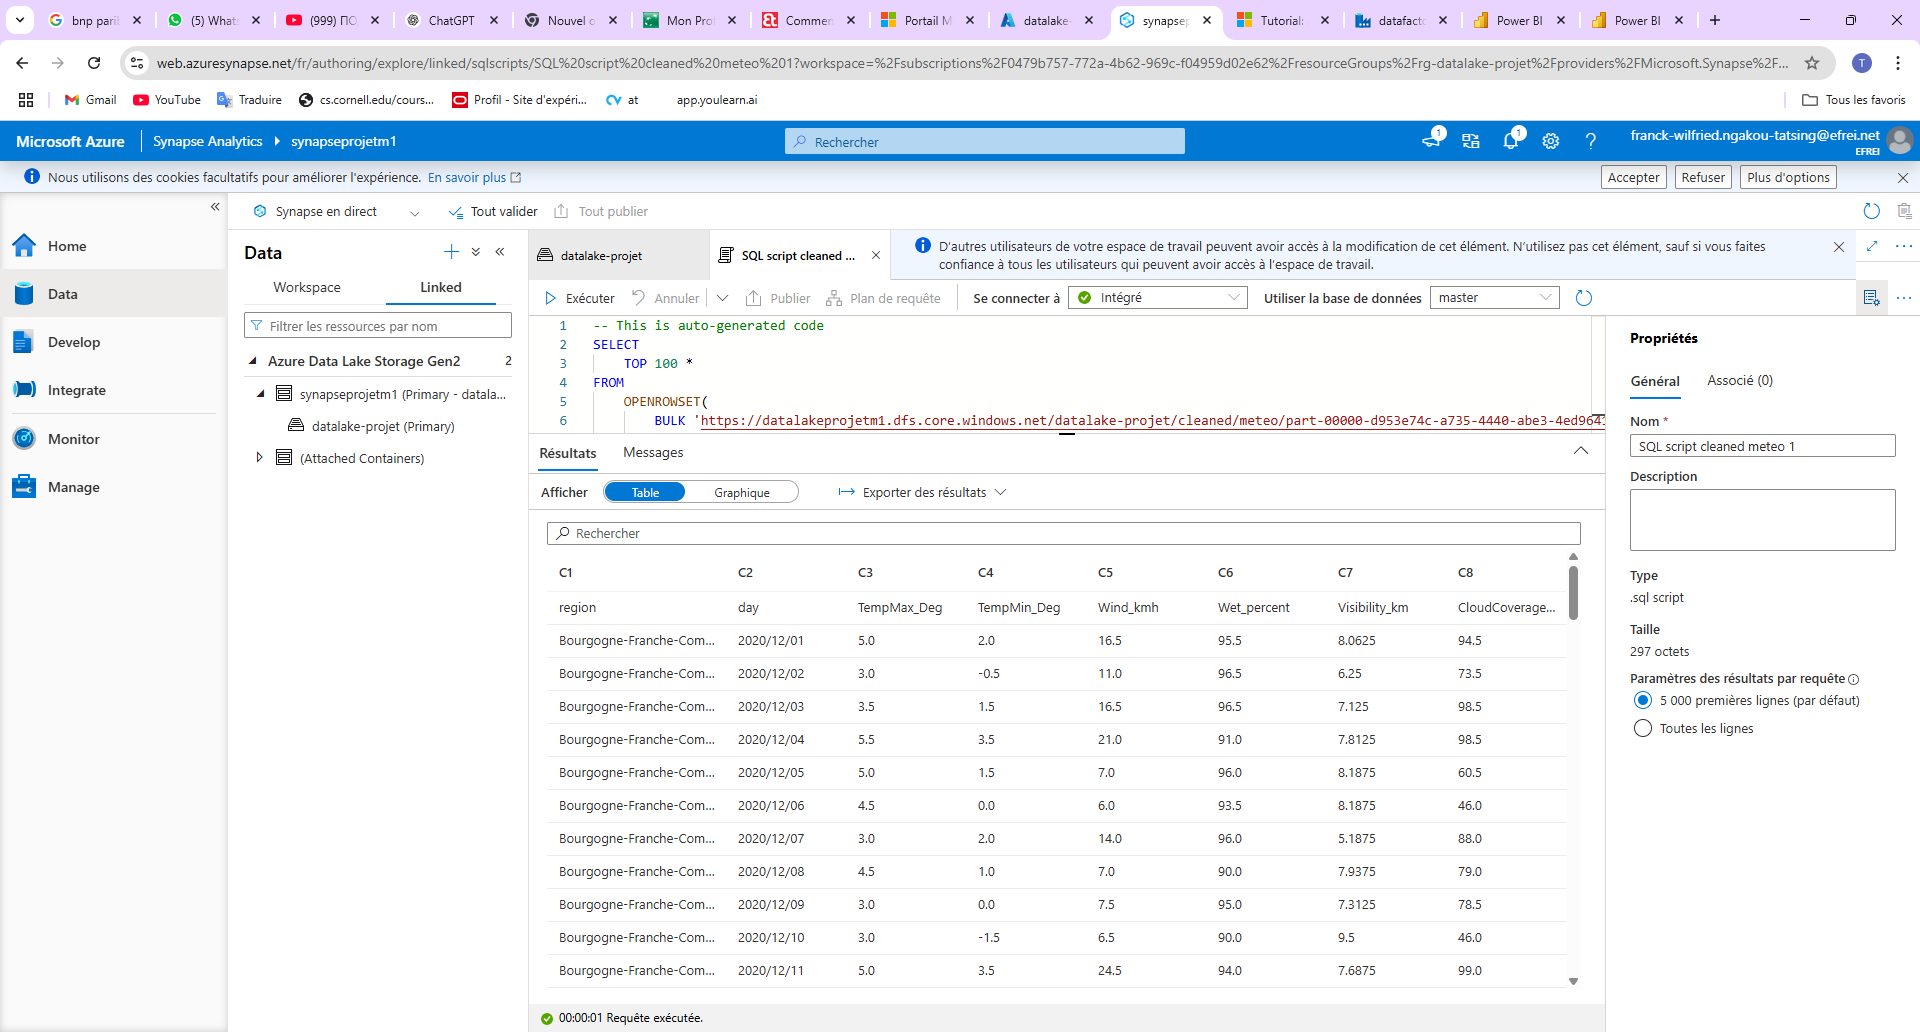 bnp parib
(5) Whats
(999) ПО
ChatGPT
Nouvel o
Mon Pro
Commen
Portail M
datalake-
synapsep
Tutorial:
datafacto
Power BI
Power BI
web.azuresynapse.net/fr/authoring/explore/linked/sqlscripts/SQL%20script%20cleaned%20meteo%201?workspace=%2Fsubscriptions%2F0479b757-772a-4b62-969c-f04959d02e62%2FresourceGroups%2Frg-datalake-projet%2Fproviders%2FMicrosoft.Synapse%2F...
T
Gmail
YouTube
Traduire
cs.cornell.edu/cours...
Profil - Site d'expéri...
at
app.youlearn.ai
Tous les favoris
Microsoft Azure
Synapse Analytics
synapseprojetm1
Rechercher
1
1
franck-wilfried.ngakou-tatsing@efrei.net
EFREI
Nous utilisons des cookies facultatifs pour améliorer l'expérience. En savoir plus
Accepter
Refuser
Plus d'options
Home
Data
Develop
Integrate
Monitor
Manage
Synapse en direct
Tout valider
Tout publier
Data
Workspace
Linked
Filtrer les ressources par nom
Azure Data Lake Storage Gen2 2
synapseprojetm1 (Primary - datala...
datalake-projet (Primary)
(Attached Containers)
datalake-projet
SQL script cleaned ...
D'autres utilisateurs de votre espace de travail peuvent avoir accès à la modification de cet élément. N'utilisez pas cet élément, sauf si vous faites
confiance à tous les utilisateurs qui peuvent avoir accès à l'espace de travail.
Exécuter
Annuler
Publier
Plan de requête
Se connecter à
Intégré
Utiliser la base de données
master
1 -- This is auto-generated code
2 SELECT
3 TOP 100 *
4 FROM
5 OPENROWSET(
6 BULK 'https://datalakeprojetm1.dfs.core.windows.net/datalake-projet/cleaned/meteo/part-00000-d953e74c-a735-4440-abe3-4ed9641
Résultats
Messages
Afficher
Table
Graphique
Exporter des résultats
Rechercher
C1 C2 C3 C4 C5 C6 C7 C8
region day TempMax_Deg TempMin_Deg Wind_kmh Wet_percent Visibility_km CloudCoverage...
Bourgogne-Franche-Com... 2020/12/01 5.0 2.0 16.5 95.5 8.0625 94.5
Bourgogne-Franche-Com... 2020/12/02 3.0 -0.5 11.0 96.5 6.25 73.5
Bourgogne-Franche-Com... 2020/12/03 3.5 1.5 16.5 96.5 7.125 98.5
Bourgogne-Franche-Com... 2020/12/04 5.5 3.5 21.0 91.0 7.8125 98.5
Bourgogne-Franche-Com... 2020/12/05 5.0 1.5 7.0 96.0 8.1875 60.5
Bourgogne-Franche-Com... 2020/12/06 4.5 0.0 6.0 93.5 8.1875 46.0
Bourgogne-Franche-Com... 2020/12/07 3.0 2.0 14.0 96.0 5.1875 88.0
Bourgogne-Franche-Com... 2020/12/08 4.5 1.0 7.0 90.0 7.9375 79.0
Bourgogne-Franche-Com... 2020/12/09 3.0 0.0 7.5 95.0 7.3125 78.5
Bourgogne-Franche-Com... 2020/12/10 3.0 -1.5 6.5 90.0 9.5 46.0
Bourgogne-Franche-Com... 2020/12/11 5.0 3.5 24.5 94.0 7.6875 99.0
00:00:01 Requête exécutée.
Propriétés
Général
Associé (0)
Nom *
SQL script cleaned meteo 1
Description
Type
.sql script
Taille
297 octets
Paramètres des résultats par requête
5 000 premières lignes (par défaut)
Toutes les lignes